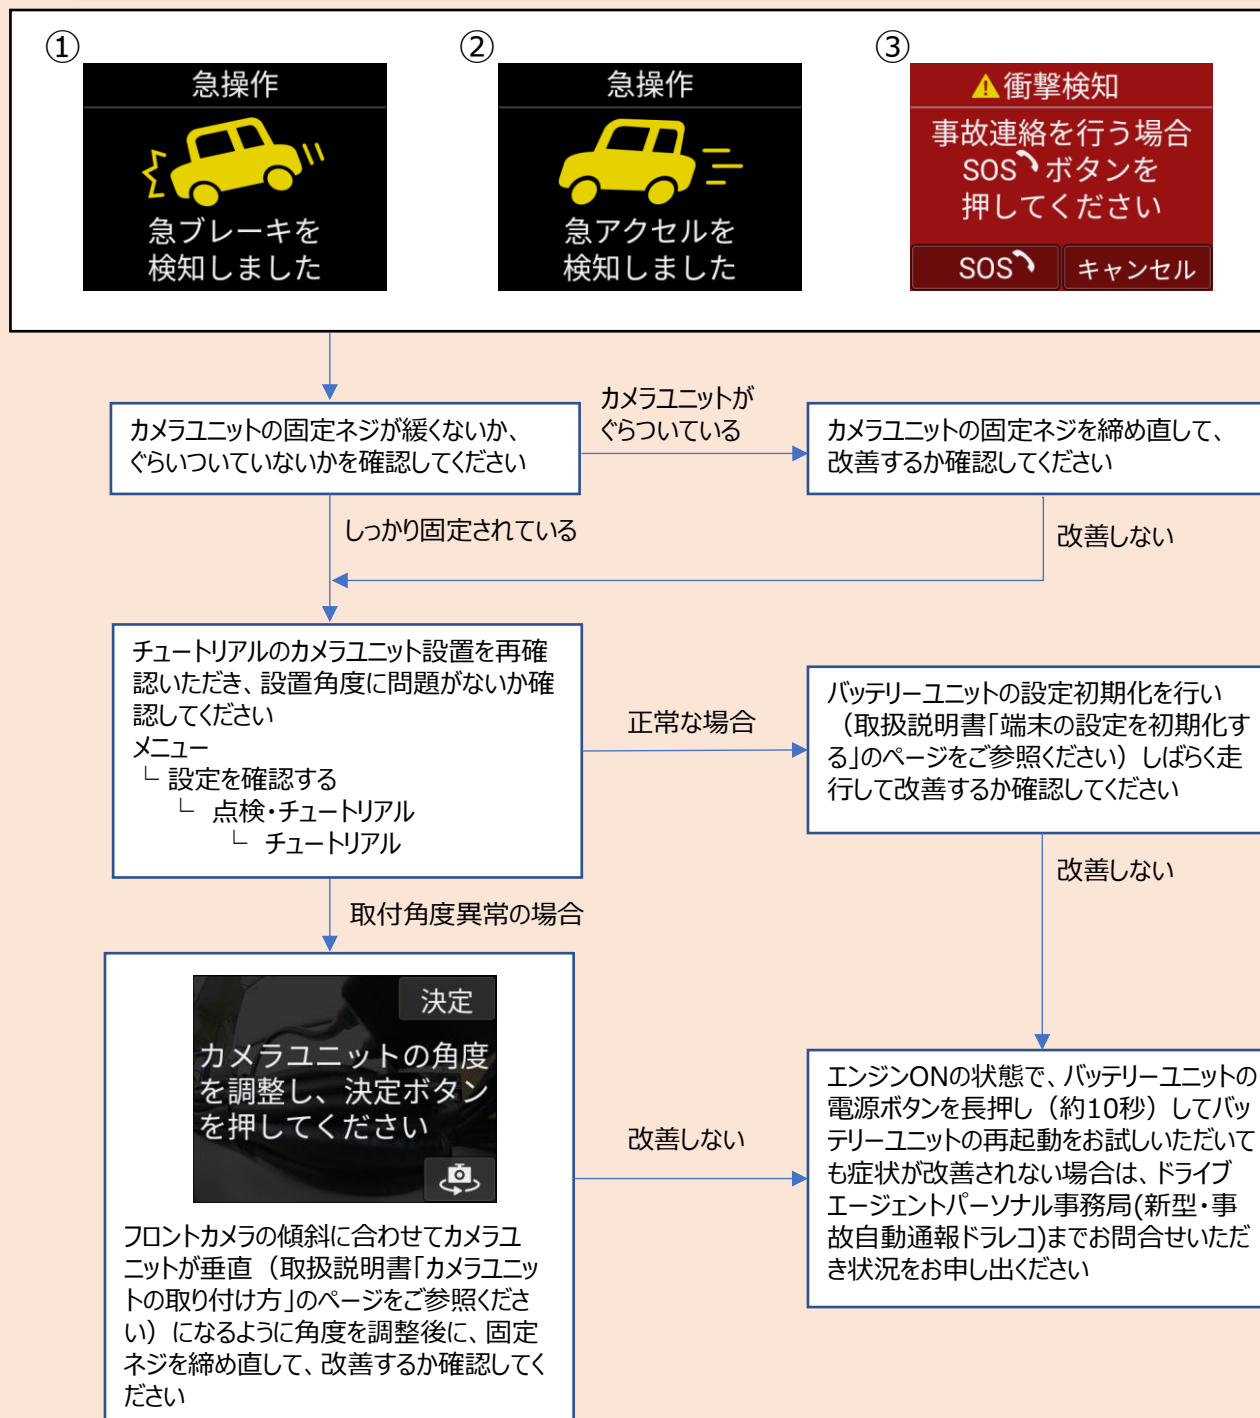 ①
急操作
急ブレーキを
検知しました
②
急操作
急アクセルを
検知しました
③
衝撃検知
事故連絡を行う場合
SOS ボタンを
押してください
SOS キャンセル
カメラユニットの固定ネジが緩くないか、
ぐらいついていないかを確認してください
カメラユニットが
ぐらついている
カメラユニットの固定ネジを締め直して、
改善するか確認してください
しっかり固定されている
改善しない
チュートリアルのカメラユニット設置を再確
認いただき、設置角度に問題がないか確
認してください
メニュー
└ 設定を確認する
└ 点検・チュートリアル
└ チュートリアル
正常な場合
バッテリーユニットの設定初期化を行い
（取扱説明書「端末の設定を初期化す
る」のページをご参照ください）しばらく走
行して改善するか確認してください
改善しない
取付角度異常の場合
決定
カメラユニットの角度
を調整し、決定ボタン
を押してください
フロントカメラの傾斜に合わせてカメラユ
ニットが垂直（取扱説明書「カメラユニッ
トの取り付け方」のページをご参照くださ
い）になるように角度を調整後に、固定
ネジを締め直して、改善するか確認してく
ださい
改善しない
エンジンONの状態で、バッテリーユニットの
電源ボタンを長押し（約10秒）してバッ
テリーユニットの再起動をお試しいただいて
も症状が改善されない場合は、ドライブ
エージェントパーソナル事務局(新型・事
故自動通報ドラレコ)までお問合せいただ
き状況をお申し出ください